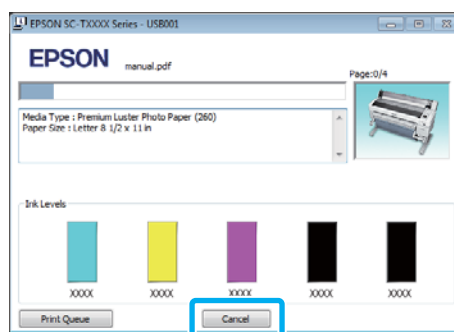 EPSON SC-TXXXX Series - USB001
EPSON
manual.pdf
Page:0/4
Media Type : Premium Luster Photo Paper (260)
Paper Size : Letter 8 1/2 x 11 in
Ink Levels
XXXX XXXX XXXX XXXX XXXX
Print Queue Cancel